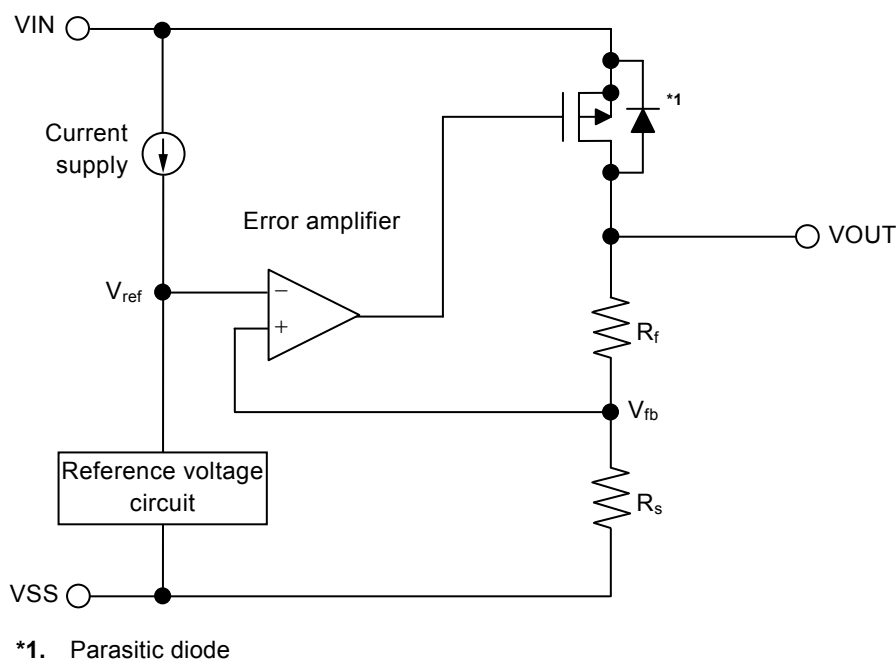 VIN
*1
Current
supply
Error amplifier
VOUT
Vref
−
+
Rf
Vfb
Reference voltage
circuit
Rs
VSS
*1. Parasitic diode